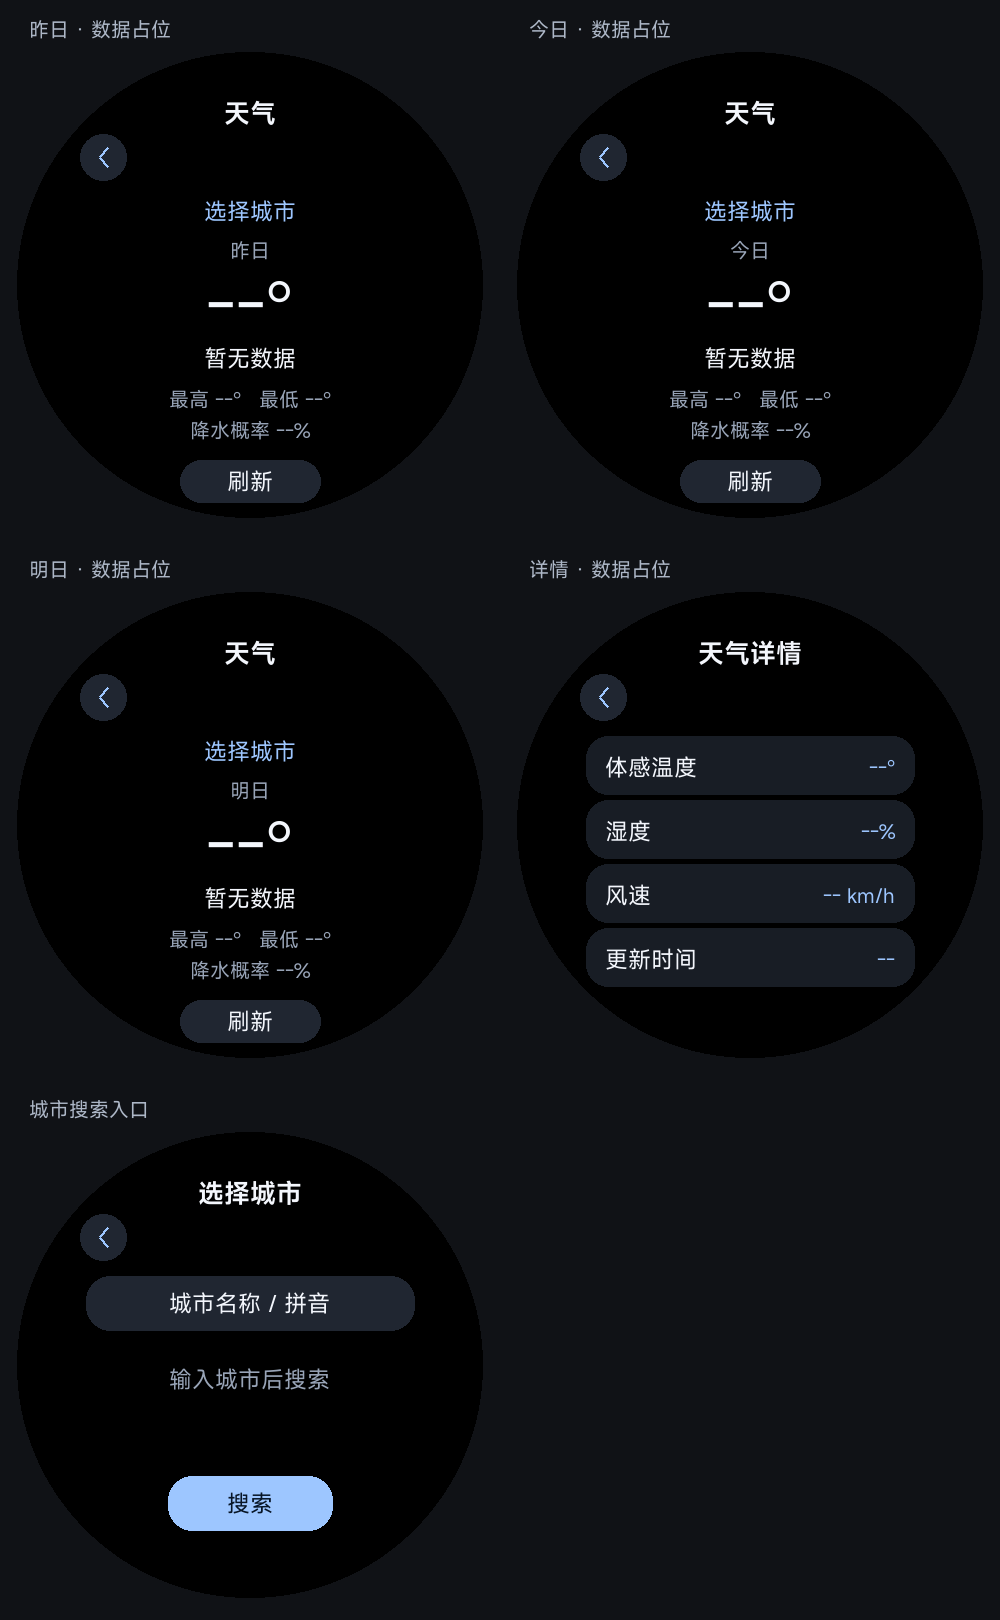 昨日 · 数据占位
天气
选择城市
昨日
--°
暂无数据
最高 --° 最低 --°
降水概率 --%
刷新
今日 · 数据占位
天气
选择城市
今日
--°
暂无数据
最高 --° 最低 --°
降水概率 --%
刷新
明日 · 数据占位
天气
选择城市
明日
--°
暂无数据
最高 --° 最低 --°
降水概率 --%
刷新
详情 · 数据占位
天气详情
体感温度 --°
湿度 --%
风速 -- km/h
更新时间 --
城市搜索入口
选择城市
城市名称 / 拼音
输入城市后搜索
搜索